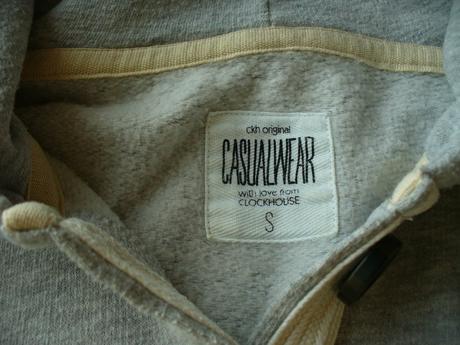 ckh original
CASUALWEAR
with love from
CLOCKHOUSE
S